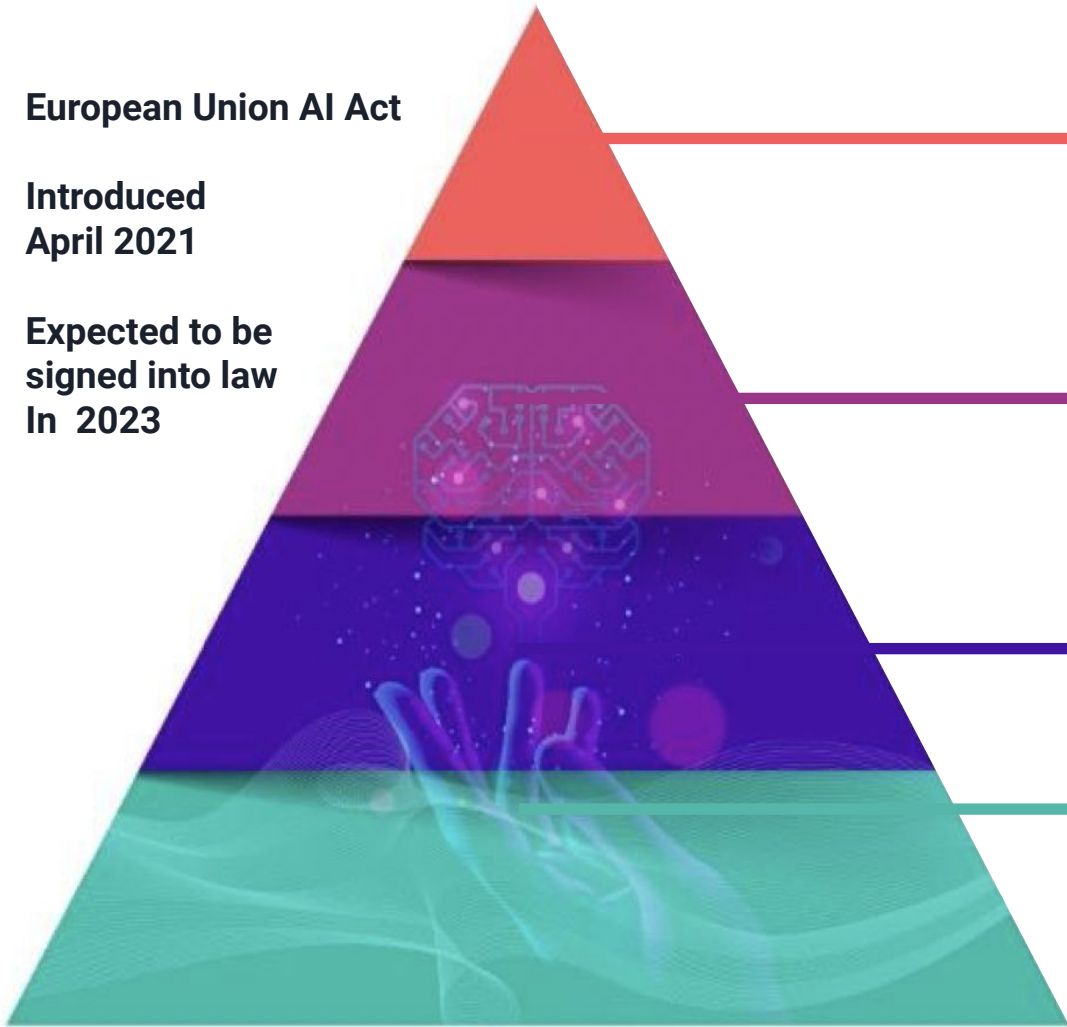 European Union AI Act
Introduced
April 2021
Expected to be
signed into law
In  2023